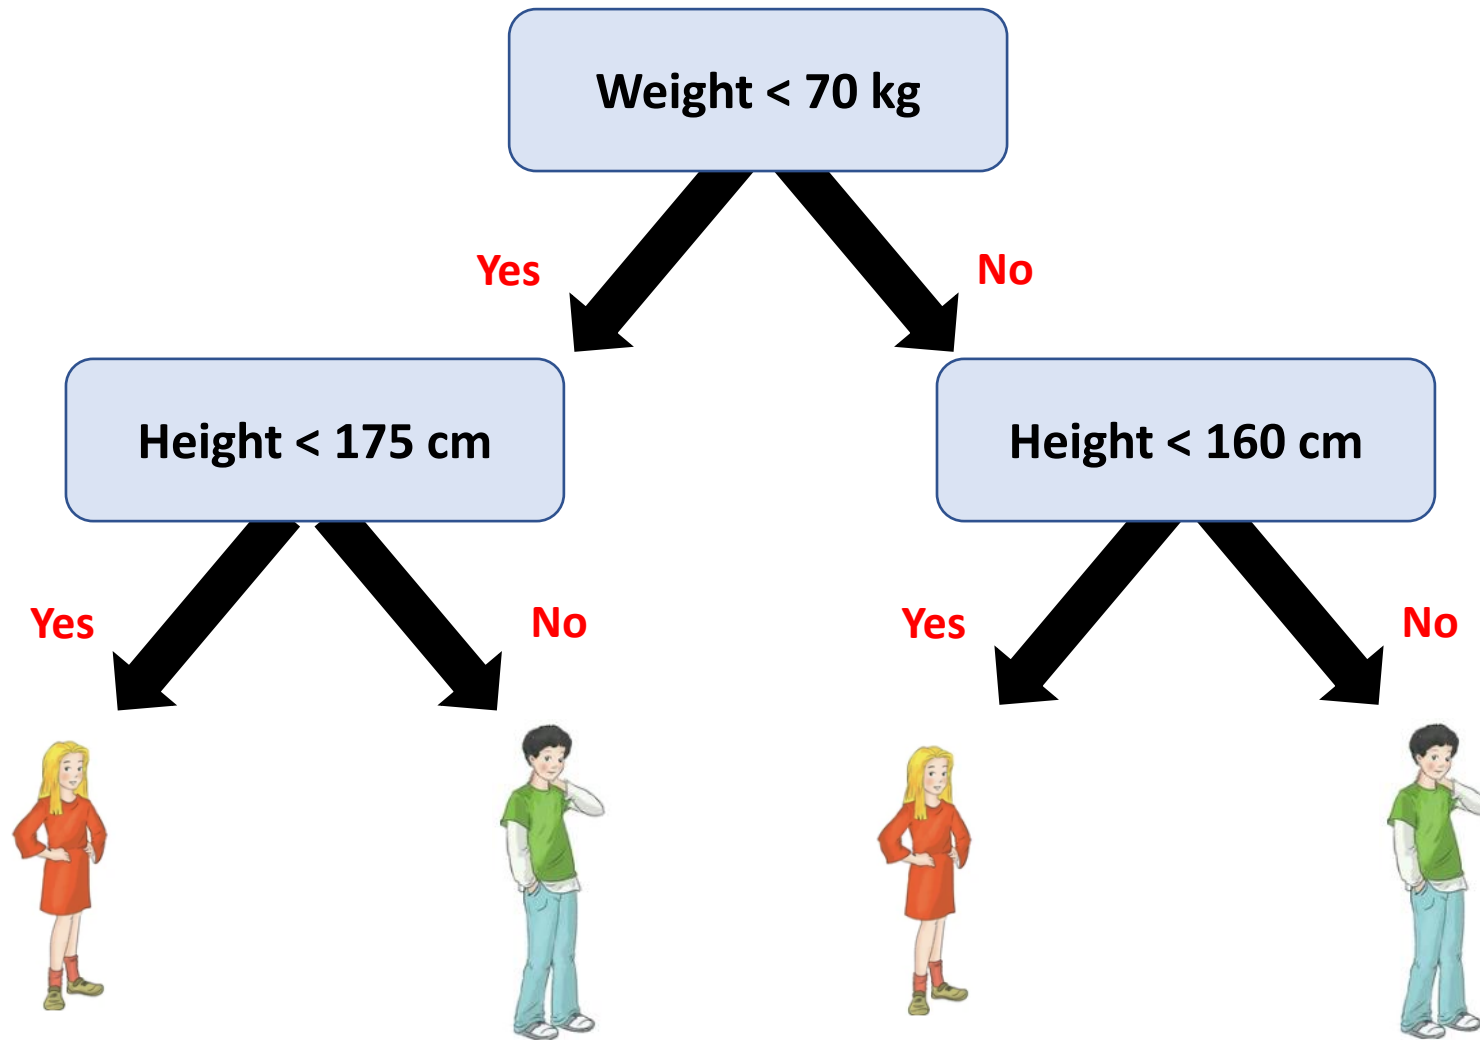 Weight < 70 kg
Yes
No
Height < 175 cm
Height < 160 cm
Yes
No
Yes
No